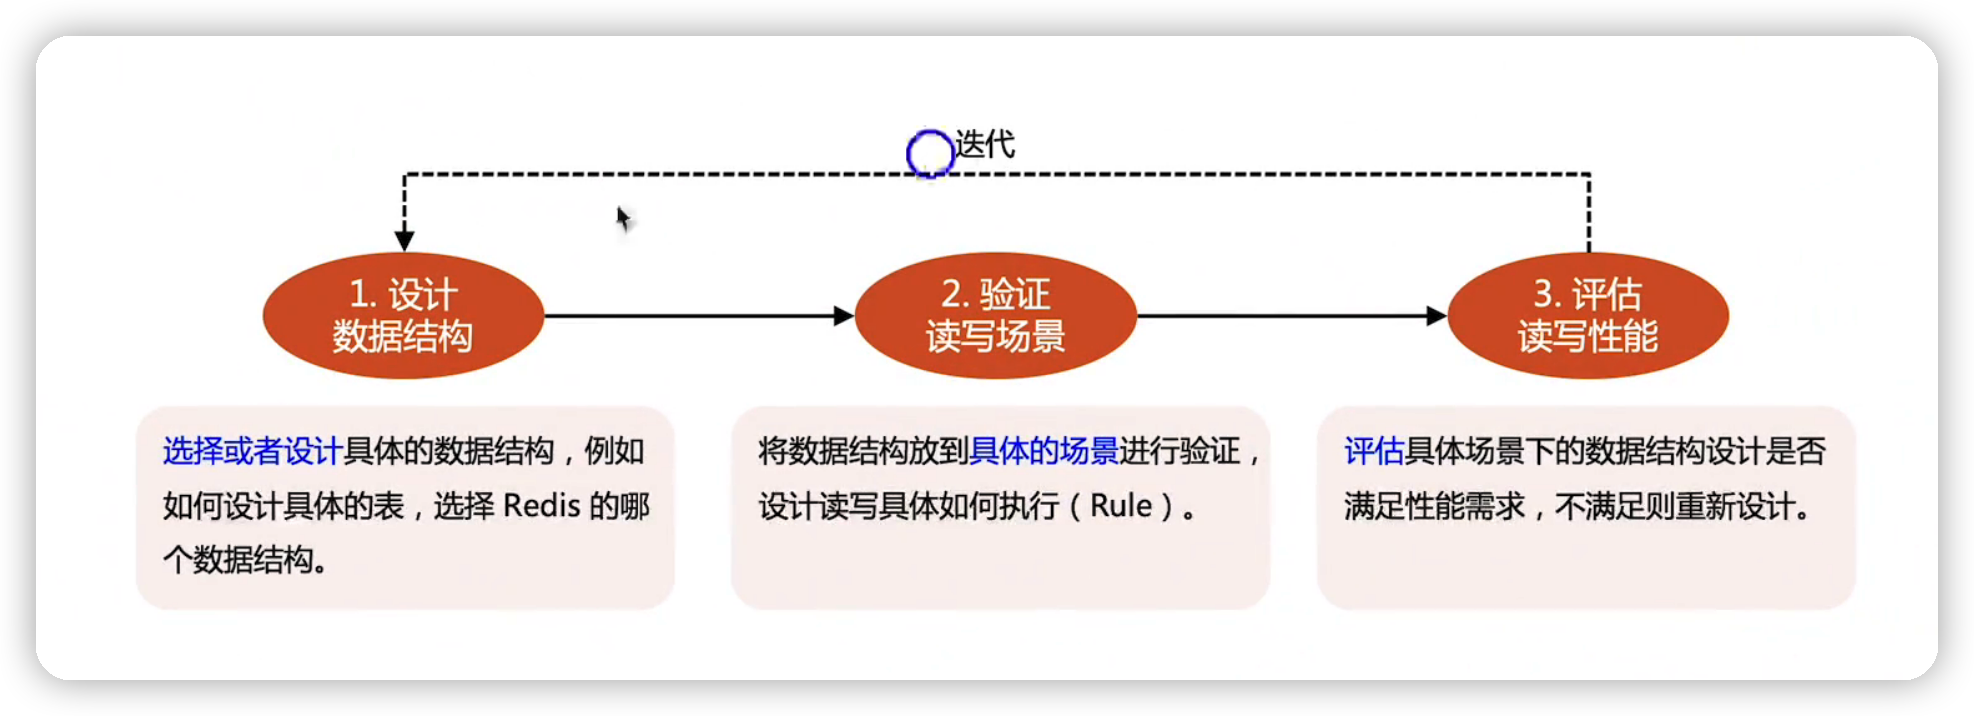 迭代
1. 设计
数据结构
2. 验证
读写场景
3. 评估
读写性能
选择或者设计具体的数据结构，例如
如何设计具体的表，选择 Redis 的哪
个数据结构。
将数据结构放到具体的场景进行验证，
设计读写具体如何执行（Rule）。
评估具体场景下的数据结构设计是否
满足性能需求，不满足则重新设计。